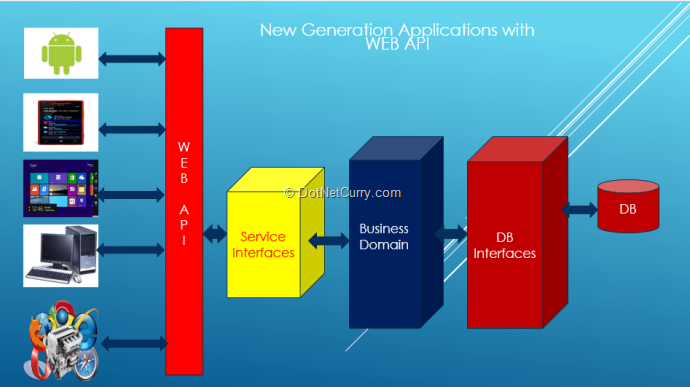 New Generation Applications with
WEB API
W
E
B
A
P
I
© DotNetCurry.com
Service
Interfaces
Business
Domain
DB
Interfaces
DB